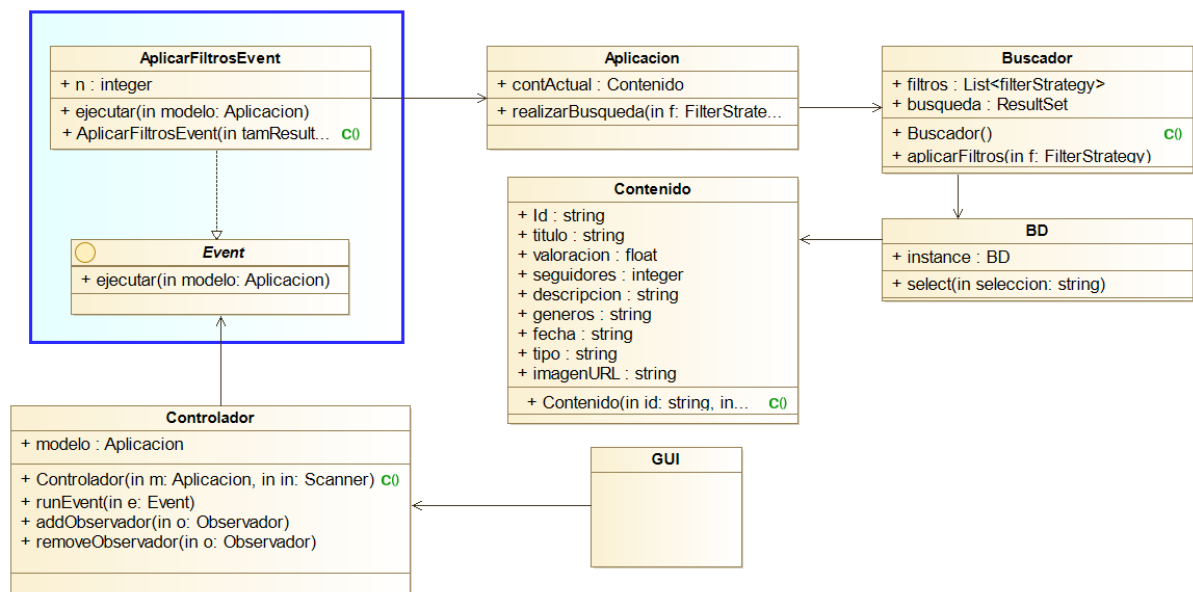 AplicarFiltrosEvent
+ n : integer
+ ejecutar(in modelo: Aplicacion)
+ AplicarFiltrosEvent(in tamResult... C()
Aplicacion
+ contActual : Contenido
+ realizarBusqueda(in f: FilterStrate...
Buscador
+ filtros : List<filterStrategy>
+ busqueda : ResultSet
+ Buscador() C()
+ aplicarFiltros(in f: FilterStrategy)
Event
+ ejecutar(in modelo: Aplicacion)
Contenido
+ Id : string
+ titulo : string
+ valoracion : float
+ seguidores : integer
+ descripcion : string
+ generos : string
+ fecha : string
+ tipo : string
+ imagenURL : string
+ Contenido(in id: string, in... C()
BD
+ instance : BD
+ select(in seleccion: string)
Controlador
+ modelo : Aplicacion
+ Controlador(in m: Aplicacion, in in: Scanner) C()
+ runEvent(in e: Event)
+ addObservador(in o: Observador)
+ removeObservador(in o: Observador)
GUI